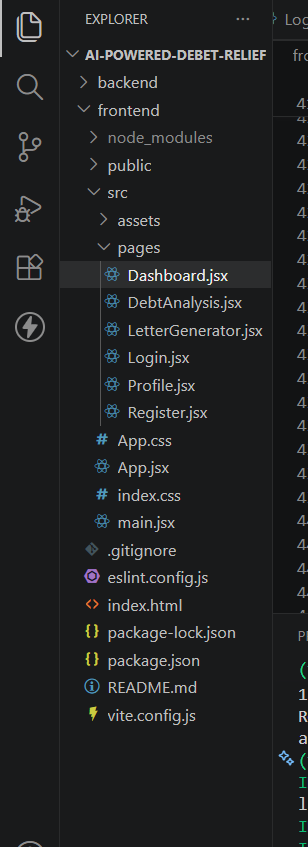 EXPLORER
Log
AI-POWERED-DEBET-RELIEF
backend
fro
frontend
node_modules
public
src
assets
pages
Dashboard.jsx
DebtAnalysis.jsx
LetterGenerator.jsx
Login.jsx
Profile.jsx
Register.jsx
# App.css
App.jsx
# index.css
main.jsx
.gitignore
eslint.config.js
<> index.html
{} package-lock.json
{} package.json
README.md
vite.config.js